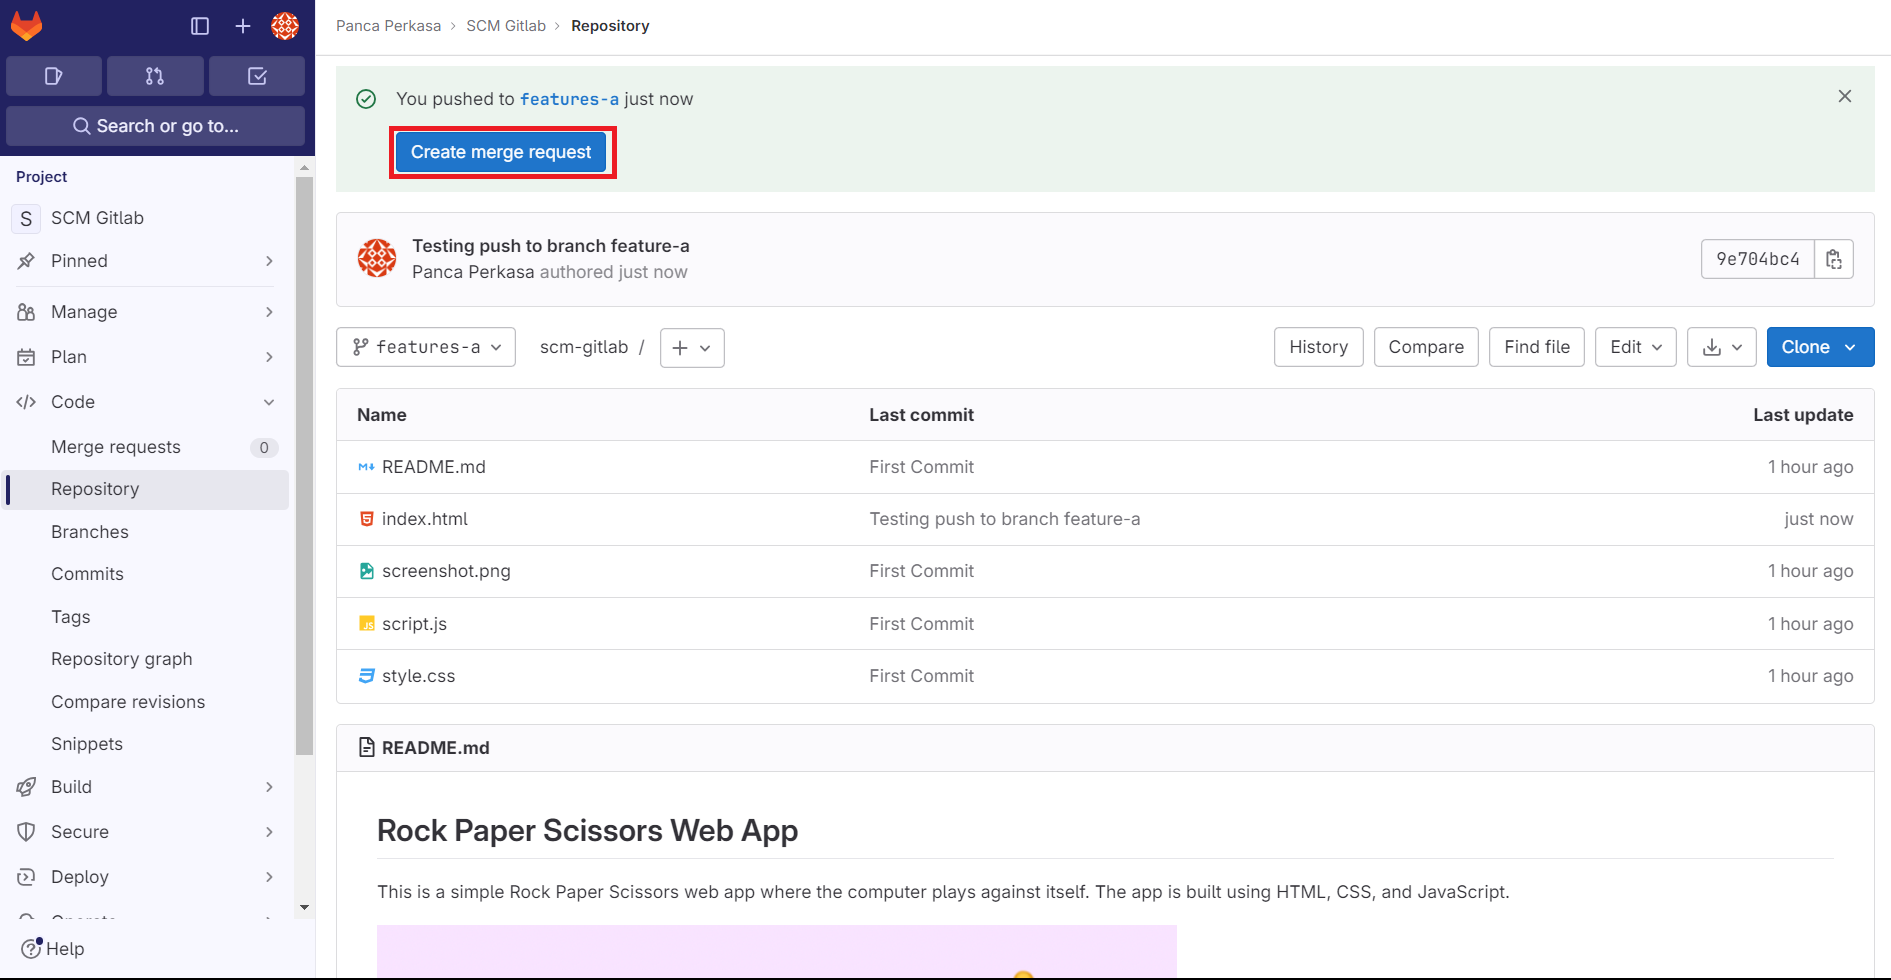 Panca Perkasa › SCM Gitlab › Repository
Search or go to...
Project
S SCM Gitlab
Pinned
Manage
Plan
Code
Merge requests 0
Repository
Branches
Commits
Tags
Repository graph
Compare revisions
Snippets
Build
Secure
Deploy
Operate
Help
You pushed to features-a just now
Create merge request
Testing push to branch feature-a
Panca Perkasa authored just now
9e704bc4
features-a
scm-gitlab /
History Compare Find file Edit Clone
Name Last commit Last update
README.md First Commit 1 hour ago
index.html Testing push to branch feature-a just now
screenshot.png First Commit 1 hour ago
script.js First Commit 1 hour ago
style.css First Commit 1 hour ago
README.md
Rock Paper Scissors Web App
This is a simple Rock Paper Scissors web app where the computer plays against itself. The app is built using HTML, CSS, and JavaScript.